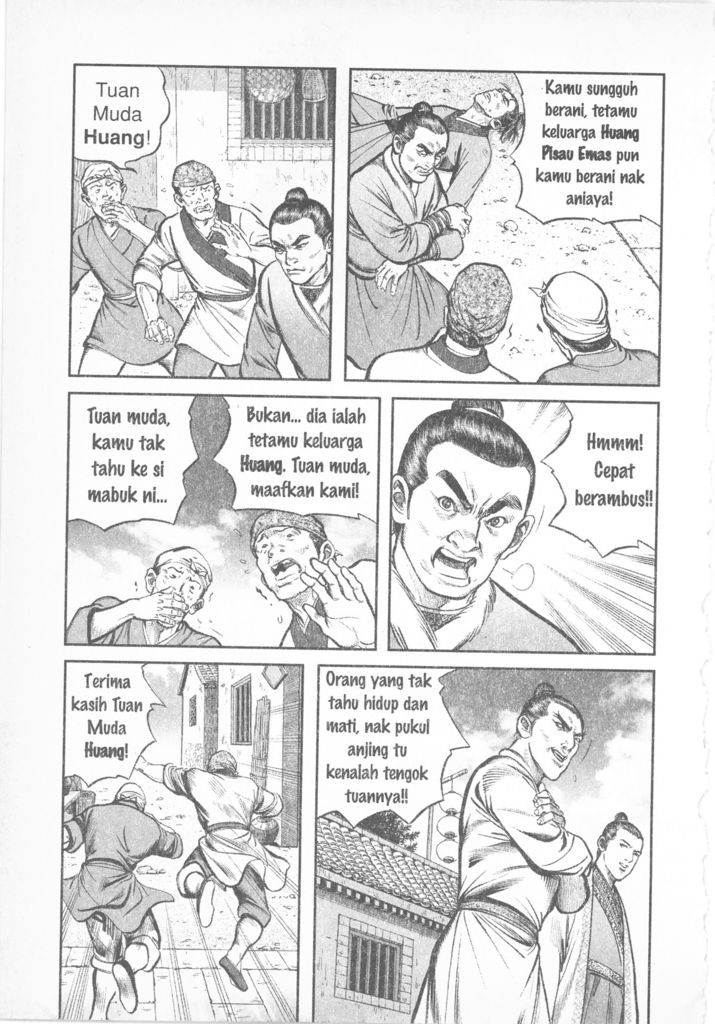 Tuan
Muda
Huang!
Kamu sungguh
berani, tetamu
keluarga Huang
Pisau Emas pun
kamu berani nak
aniaya!
Tuan muda,
kamu tak
tahu ke si
mabuk ni...
Bukan... dia ialah
tetamu keluarga
Huang. Tuan muda,
maafkan kami!
Hmmm!
Cepat
berambus!!
Terima
kasih Tuan
Muda
Huang!
Orang yang tak
tahu hidup dan
mati, nak pukul
anjing tu
kenalah tengok
tuannya!!